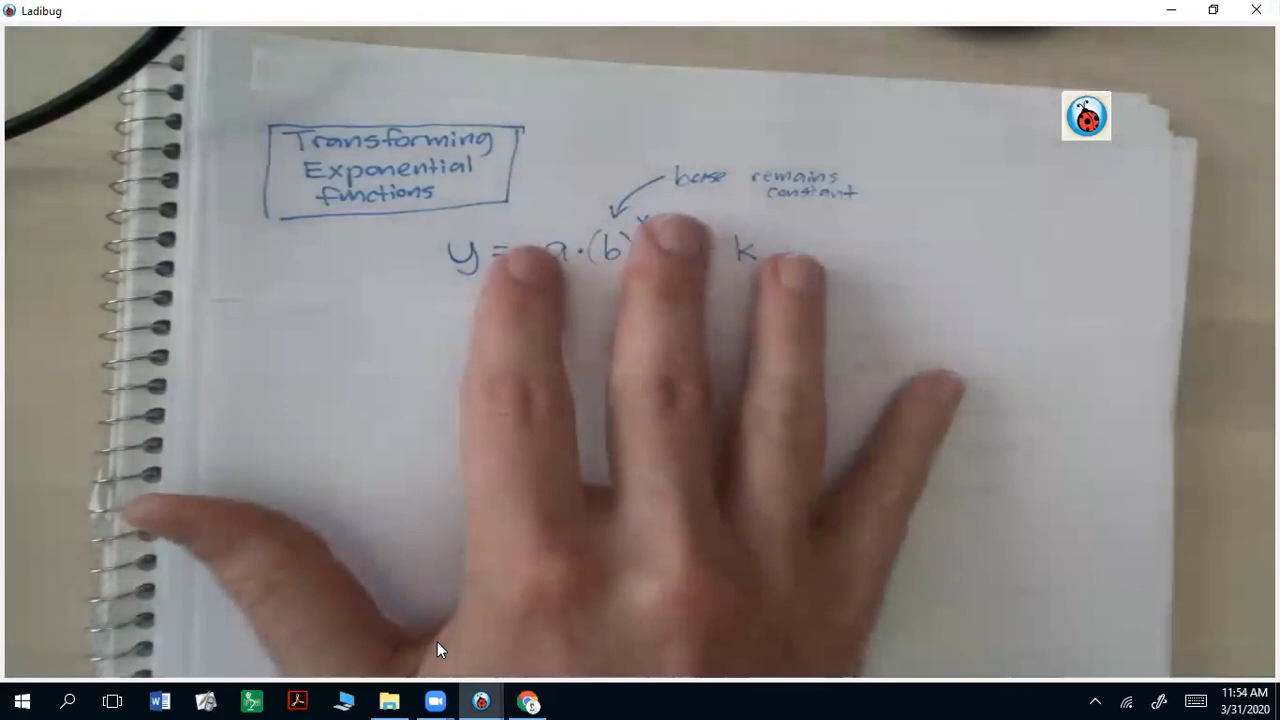 Ladibug
Transforming
Exponential
functions
base remains
constant
y = a·(b)ˣ k
11:54 AM
3/31/2020